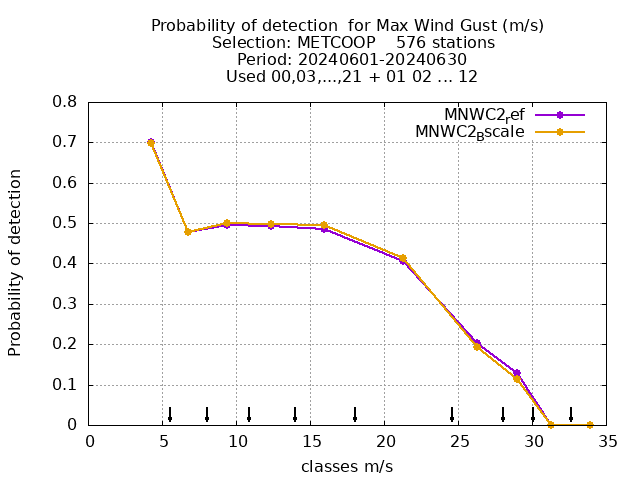 Probability of detection  for Max Wind Gust (m/s)
Selection: METCOOP    576 stations
Period: 20240601-20240630
Used 00,03,...,21 + 01 02 ... 12
MNWC2ref
MNWC2Bscale
Probability of detection
0.8
0.7
0.6
0.5
0.4
0.3
0.2
0.1
0
0 5 10 15 20 25 30 35
classes m/s